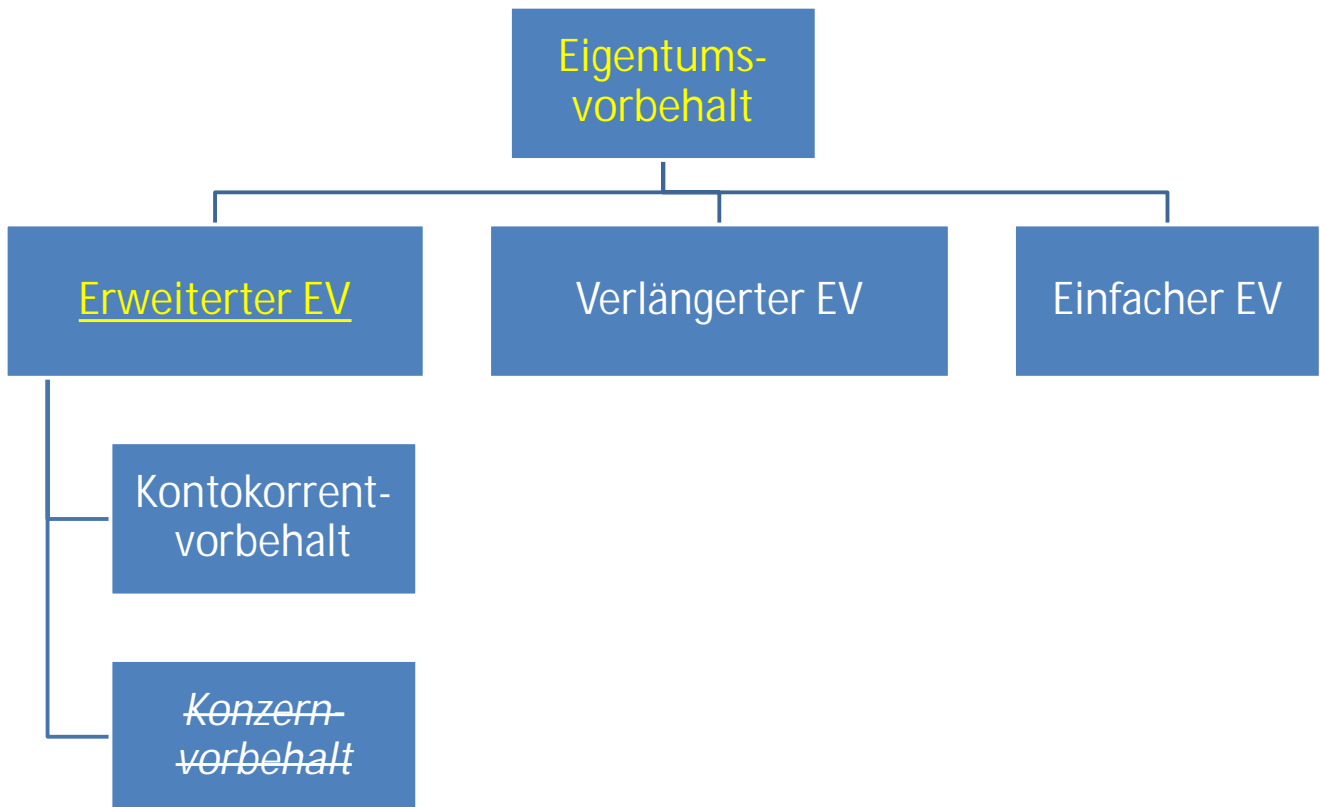 Eigentums-
vorbehalt
Erweiterter EV
Verlängerter EV
Einfacher EV
Kontokorrent-
vorbehalt
Konzern-
vorbehalt